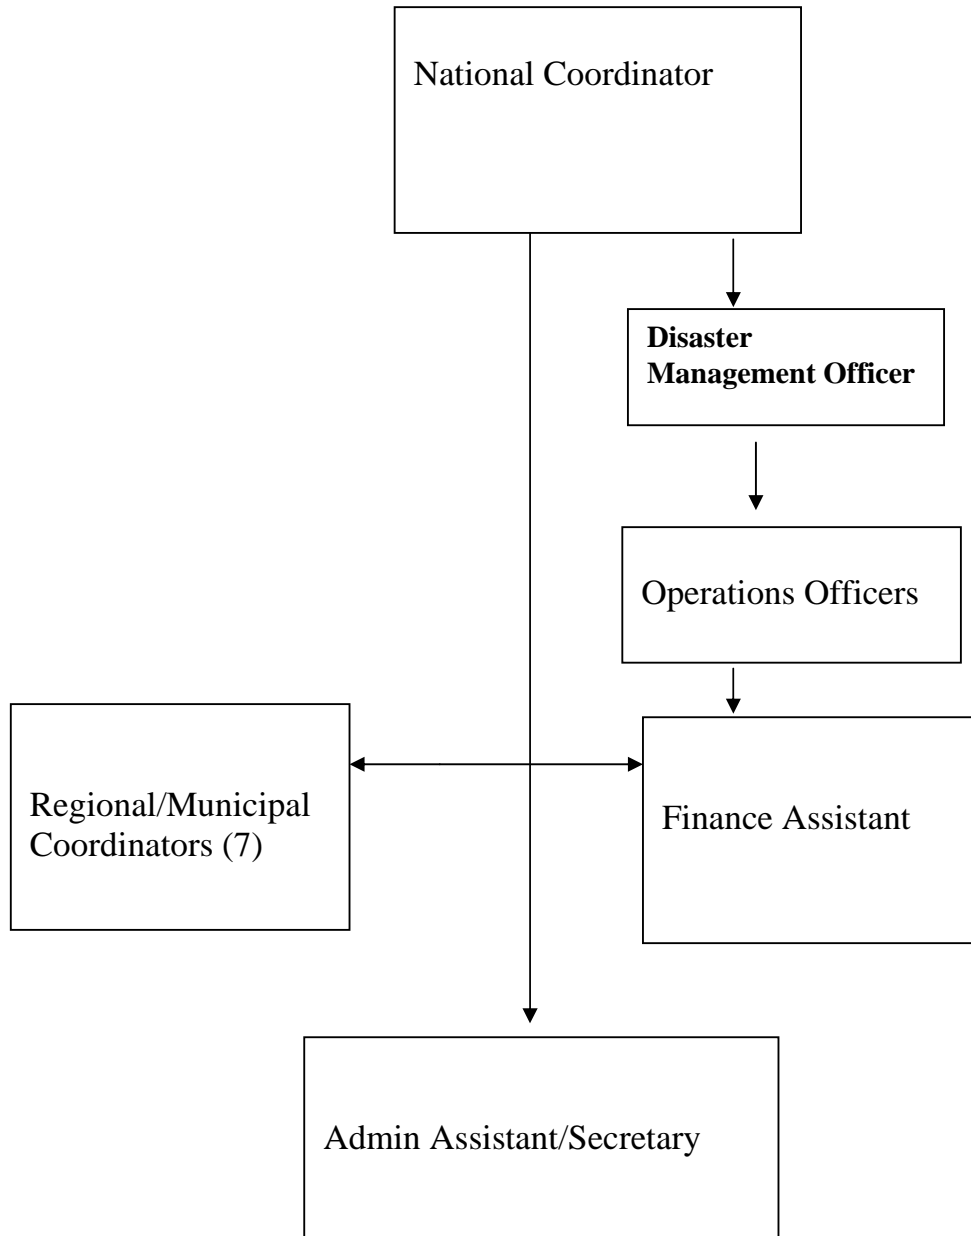 National Coordinator
Disaster
Management Officer
Operations Officers
Regional/Municipal
Coordinators (7)
Finance Assistant
Admin Assistant/Secretary